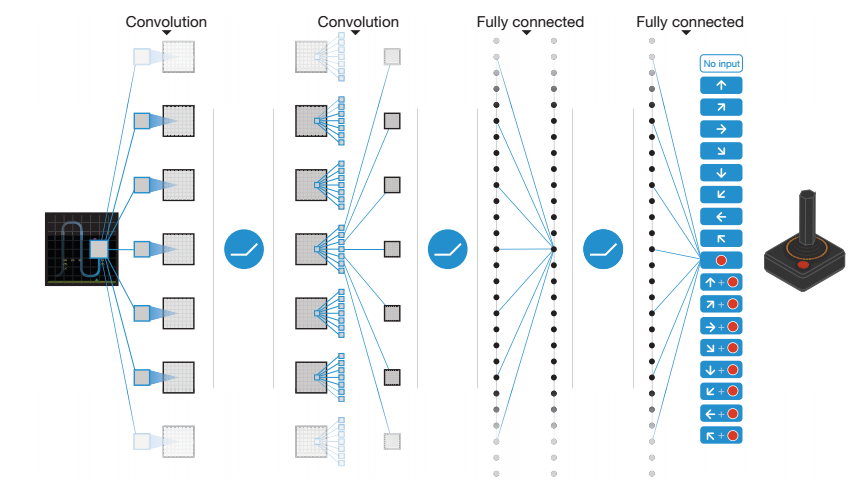 Convolution
Convolution
Fully connected
Fully connected
No input
+
+
+
+
+
+
+
+